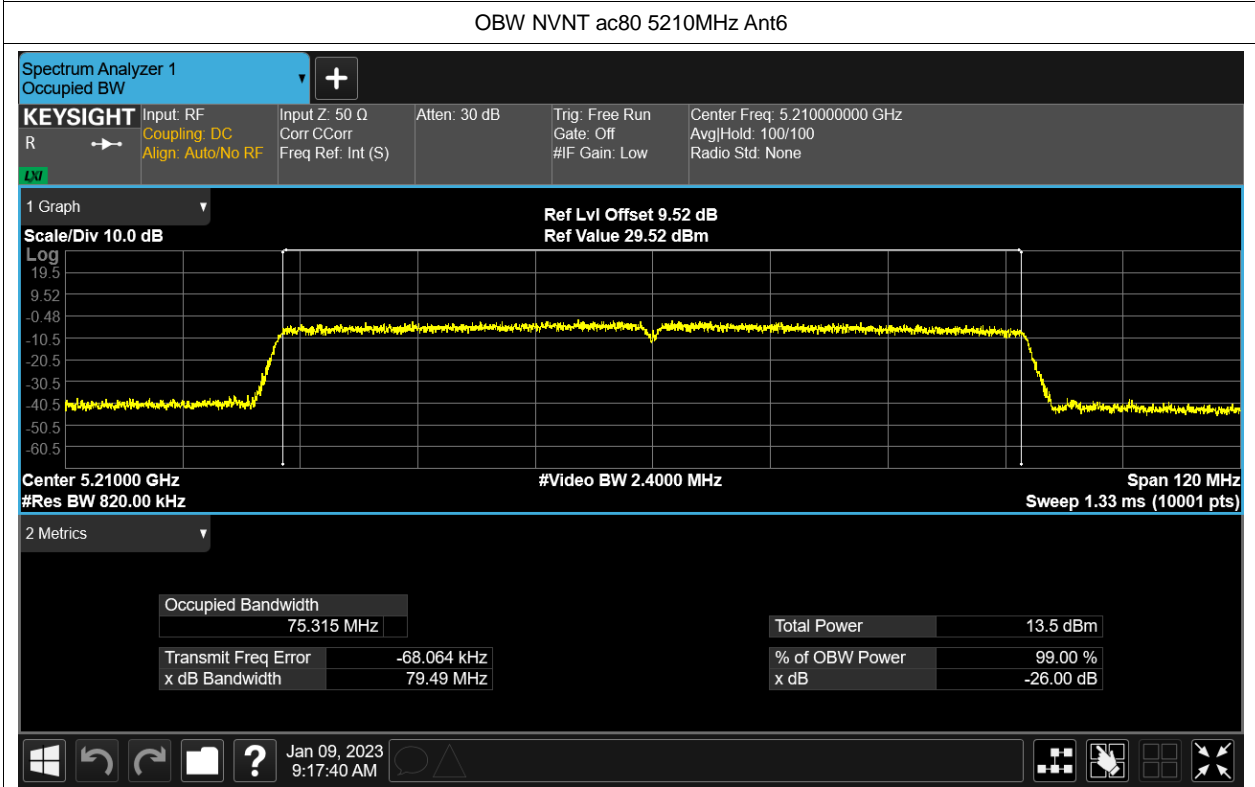 OBW NVNT ac80 5210MHz Ant6
Spectrum Analyzer 1
Occupied BW
KEYSIGHT
R
LXI
Input: RF
Coupling: DC
Align: Auto/No RF
Input Z: 50 Ω
Corr CCorr
Freq Ref: Int (S)
Atten: 30 dB
Trig: Free Run
Gate: Off
#IF Gain: Low
Center Freq: 5.210000000 GHz
Avg|Hold: 100/100
Radio Std: None
1 Graph
Scale/Div 10.0 dB
Ref Lvl Offset 9.52 dB
Ref Value 29.52 dBm
Log
19.5
9.52
-0.48
-10.5
-20.5
-30.5
-40.5
-50.5
-60.5
Center 5.21000 GHz
#Res BW 820.00 kHz
#Video BW 2.4000 MHz
Span 120 MHz
Sweep 1.33 ms (10001 pts)
2 Metrics
Occupied Bandwidth
75.315 MHz
Transmit Freq Error -68.064 kHz
x dB Bandwidth 79.49 MHz
Total Power 13.5 dBm
% of OBW Power 99.00 %
x dB -26.00 dB
?
Jan 09, 2023
9:17:40 AM